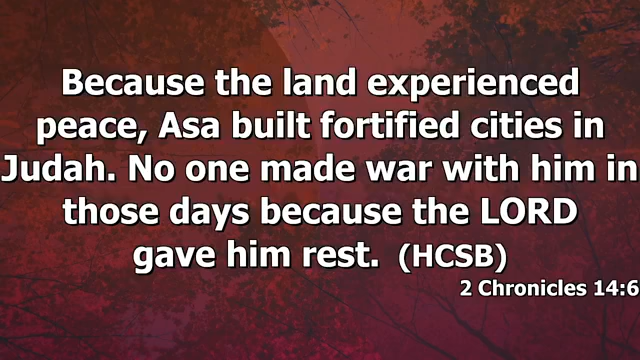 Because the land experienced
peace, Asa built fortified cities in
Judah. No one made war with him in
those days because the LORD
gave him rest. (HCSB)
2 Chronicles 14:6